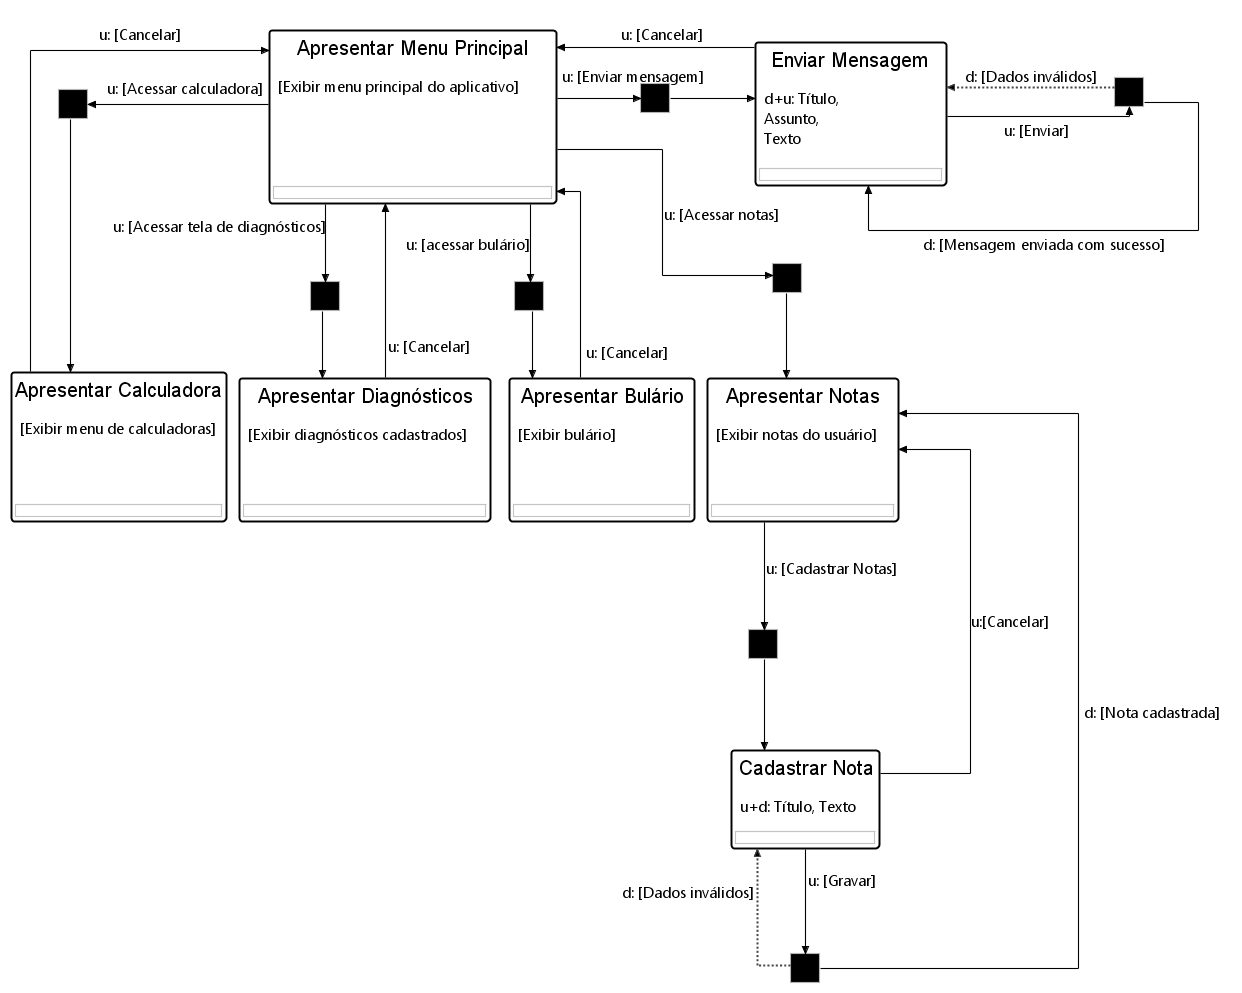 u: [Cancelar]
Apresentar Menu Principal
[Exibir menu principal do aplicativo]
u: [Acessar calculadora]
u: [Cancelar]
u: [Enviar mensagem]
Enviar Mensagem
d+u: Título,
Assunto,
Texto
d: [Dados inválidos]
u: [Enviar]
d: [Mensagem enviada com sucesso]
u: [Acessar tela de diagnósticos]
u: [acessar bulário]
u: [Acessar notas]
u: [Cancelar]
u: [Cancelar]
Apresentar Calculadora
[Exibir menu de calculadoras]
Apresentar Diagnósticos
[Exibir diagnósticos cadastrados]
Apresentar Bulário
[Exibir bulário]
Apresentar Notas
[Exibir notas do usuário]
u: [Cadastrar Notas]
u:[Cancelar]
d: [Nota cadastrada]
Cadastrar Nota
u+d: Título, Texto
u: [Gravar]
d: [Dados inválidos]